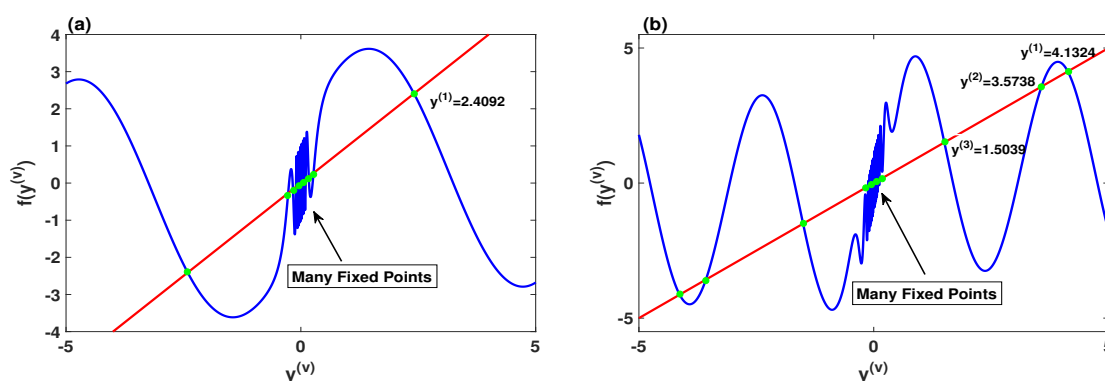 (a)
4
3
2
1
0
-1
-2
-3
-4
f(y^(v))
y^(1)=2.4092
Many Fixed Points
-5
0
5
y^(v)
(b)
5
0
-5
f(y^(v))
y^(1)=4.1324
y^(2)=3.5738
y^(3)=1.5039
Many Fixed Points
-5
0
5
y^(v)